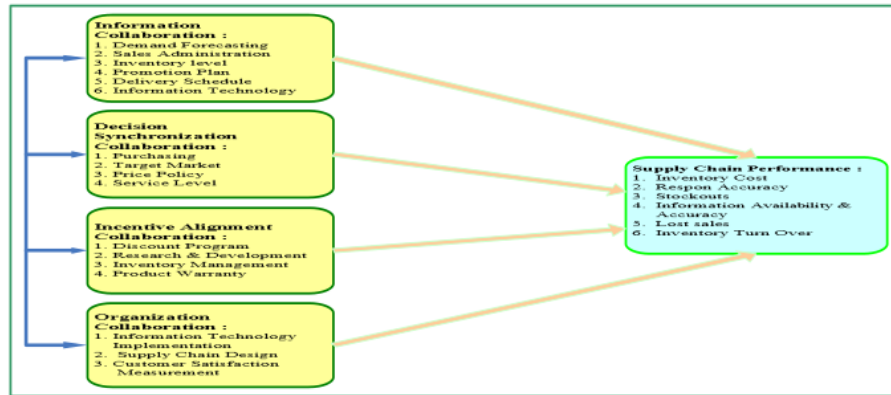 Information
Collaboration :
1. Demand Forecasting
2. Sales Administration
3. Inventory level
4. Promotion Plan
5. Delivery Schedule
6. Information Technology
Decision
Synchronization
Collaboration :
1. Purchasing
2. Target Market
3. Price Policy
4. Service Level
Incentive Alignment
Collaboration :
1. Discount Program
2. Research & Development
3. Inventory Management
4. Product Warranty
Organization
Collaboration :
1. Information Technology
Implementation
2. Supply Chain Design
3. Customer Satisfaction
Measurement
Supply Chain Performance :
1. Inventory Cost
2. Respon Accuracy
3. Stockouts
4. Information Availability &
Accuracy
5. Lost sales
6. Inventory Turn Over